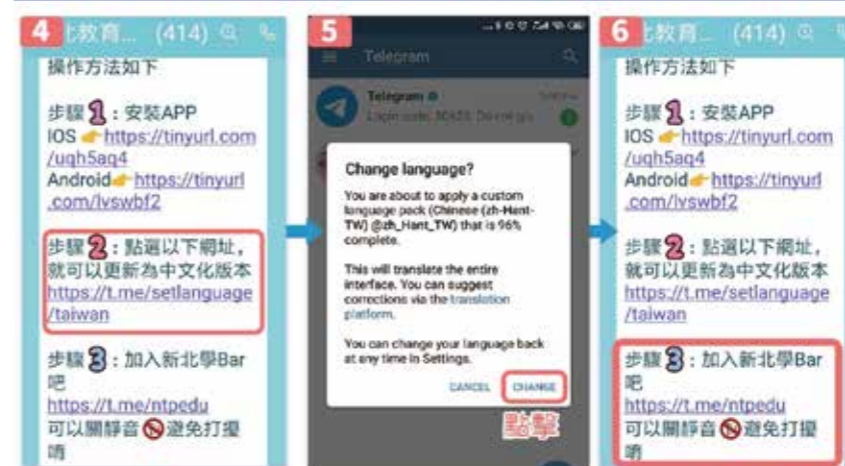 4
北教育... (414)
操作方法如下
步驟1：安裝APP
IOS 👉https://tinyurl.com
/uqh5aq4
Android👉https://tinyurl
.com/lvswbf2
步驟2：點選以下網址，
就可以更新為中文化版本
https://t.me/setlanguage
/taiwan
步驟3：加入新北學Bar
吧
https://t.me/ntpedu
可以關靜音🚫避免打擾
唷
5
Telegram
Telegram
Change language?
You are about to apply a custom
language pack (Chinese (zh-Hant-
TW) @zh_Hant_TW) that is 96%
complete.
This will translate the entire
interface. You can suggest
corrections via the translation
platform.
You can change your language back
at any time in Settings.
CANCEL CHANGE
點擊
6
北教育... (414)
操作方法如下
步驟1：安裝APP
IOS 👉https://tinyurl.com
/uqh5aq4
Android👉https://tinyurl
.com/lvswbf2
步驟2：點選以下網址，
就可以更新為中文化版本
https://t.me/setlanguage
/taiwan
步驟3：加入新北學Bar
吧
https://t.me/ntpedu
可以關靜音🚫避免打擾
唷